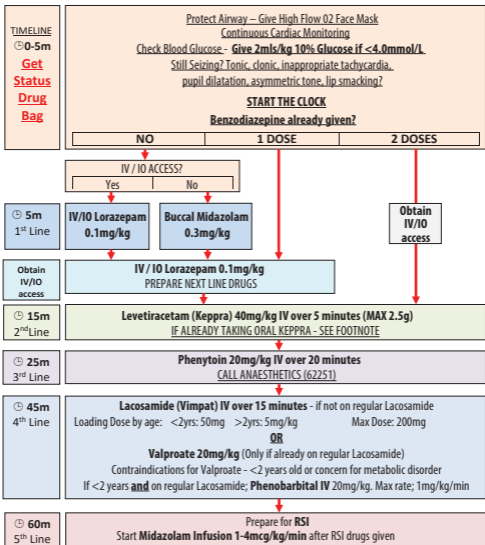 TIMELINE
0-5m
Get
Status
Drug
Bag
Protect Airway – Give High Flow 02 Face Mask
Continuous Cardiac Monitoring
Check Blood Glucose - Give 2mls/kg 10% Glucose if <4.0mmol/L
Still Seizing? Tonic, clonic, inappropriate tachycardia,
pupil dilatation, asymmetric tone, lip smacking?
START THE CLOCK
Benzodiazepine already given?
NO
1 DOSE
2 DOSES
IV / IO ACCESS?
Yes
No
5m
1st Line
IV/IO Lorazepam
0.1mg/kg
Buccal Midazolam
0.3mg/kg
Obtain
IV/IO
access
Obtain
IV/IO
access
IV / IO Lorazepam 0.1mg/kg
PREPARE NEXT LINE DRUGS
15m
2ndLine
Levetiracetam (Keppra) 40mg/kg IV over 5 minutes (MAX 2.5g)
IF ALREADY TAKING ORAL KEPPRA - SEE FOOTNOTE
25m
3rd Line
Phenytoin 20mg/kg IV over 20 minutes
CALL ANAESTHETICS (62251)
45m
4th Line
Lacosamide (Vimpat) IV over 15 minutes - if not on regular Lacosamide
Loading Dose by age: <2yrs: 50mg >2yrs: 5mg/kg Max Dose: 200mg
OR
Valproate 20mg/kg (Only if already on regular Lacosamide)
Contraindications for Valproate - <2 years old or concern for metabolic disorder
If <2 years and on regular Lacosamide; Phenobarbital IV 20mg/kg. Max rate; 1mg/kg/min
60m
5th Line
Prepare for RSI
Start Midazolam Infusion 1-4mcg/kg/min after RSI drugs given